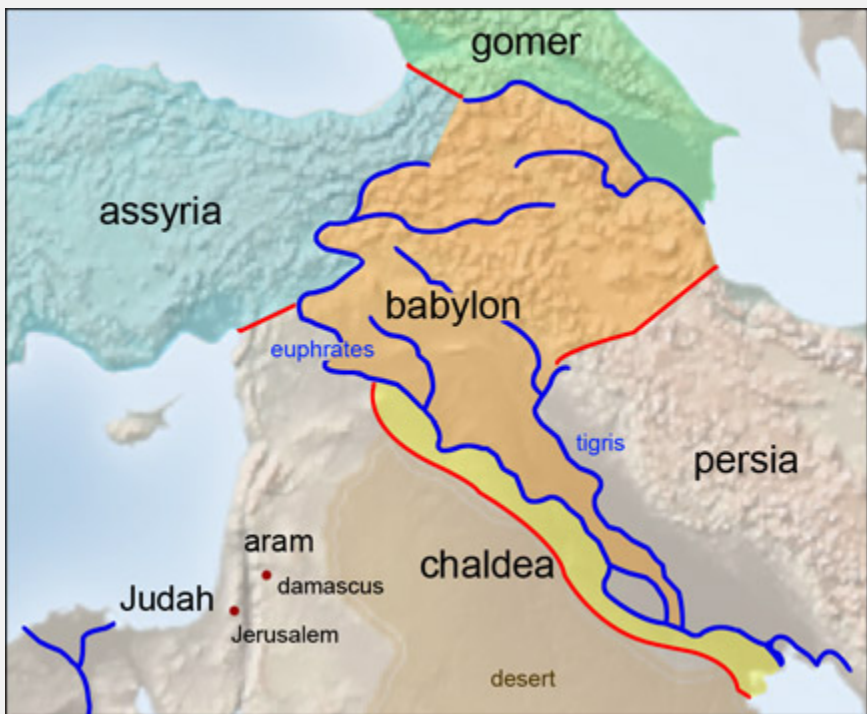 gomer
assyria
babylon
euphrates
tigris
persia
aram
chaldea
damascus
Judah
Jerusalem
desert